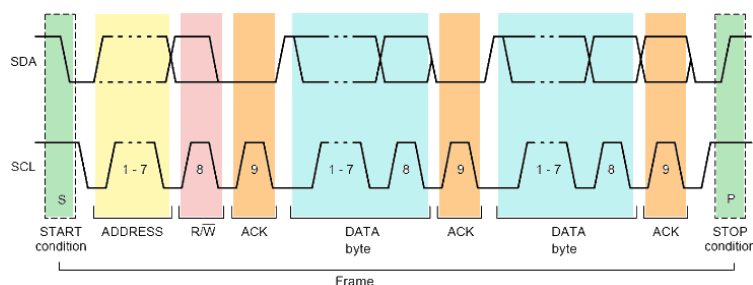 SDA
SCL
1 - 7
8
9
1 - 7
8
9
1 - 7
8
9
S
P
START condition
ADDRESS
R/W̅
ACK
DATA byte
ACK
DATA byte
ACK
STOP condition
Frame